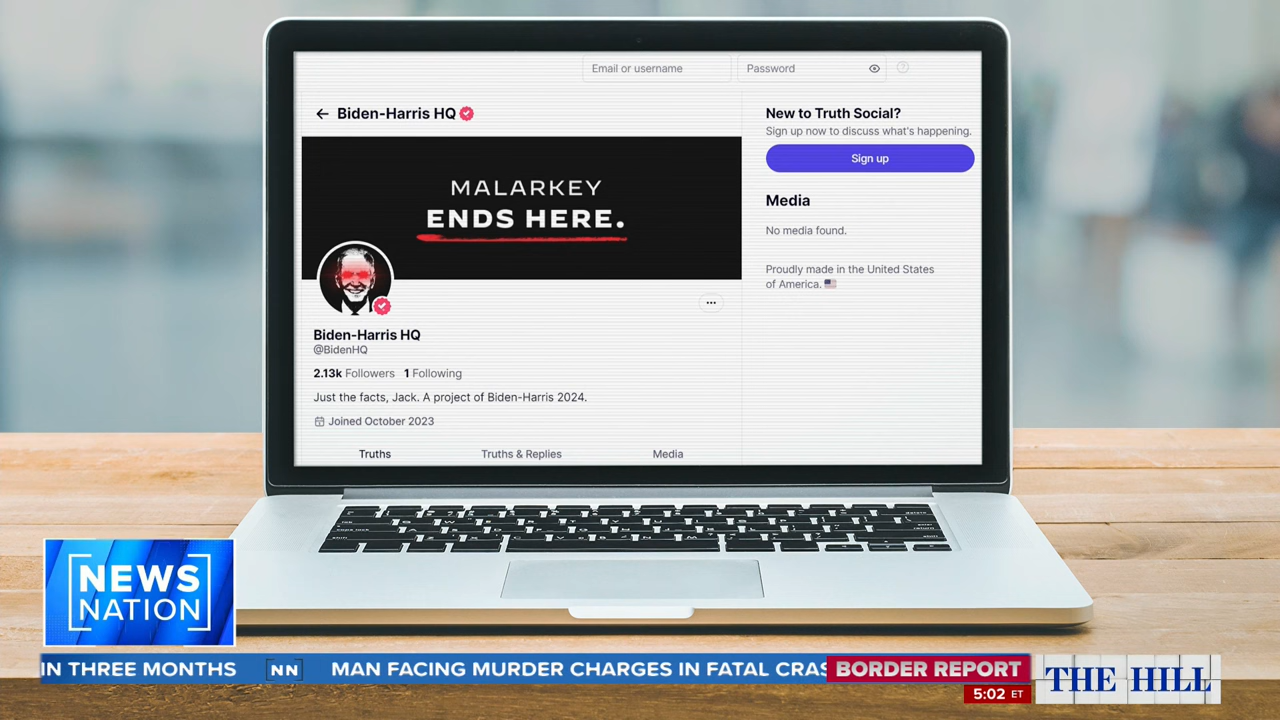 Email or username
Password
Biden-Harris HQ
New to Truth Social?
Sign up now to discuss what's happening.
Sign up
MALARKEY
ENDS HERE.
Media
No media found.
Proudly made in the United States
of America.
Biden-Harris HQ
@BidenHQ
2.13k Followers 1 Following
Just the facts, Jack. A project of Biden-Harris 2024.
Joined October 2023
Truths
Truths & Replies
Media
NEWS
NATION
IN THREE MONTHS
NN
MAN FACING MURDER CHARGES IN FATAL CRAS
BORDER REPORT
THE HILL
5:02 ET